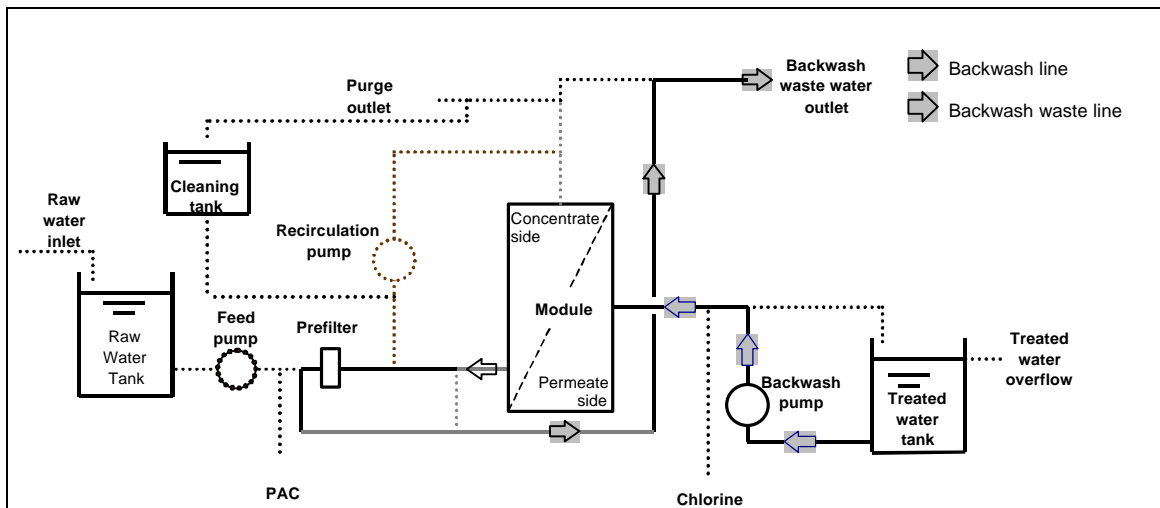 Purge
outlet
Backwash
waste water
outlet
Backwash line
Backwash waste line
Cleaning
tank
Raw
water
inlet
Recirculation
pump
Concentrate
side
Module
Permeate
side
Raw
Water
Tank
Feed
pump
Prefilter
Backwash
pump
Treated
water
tank
Treated
water
overflow
PAC
Chlorine